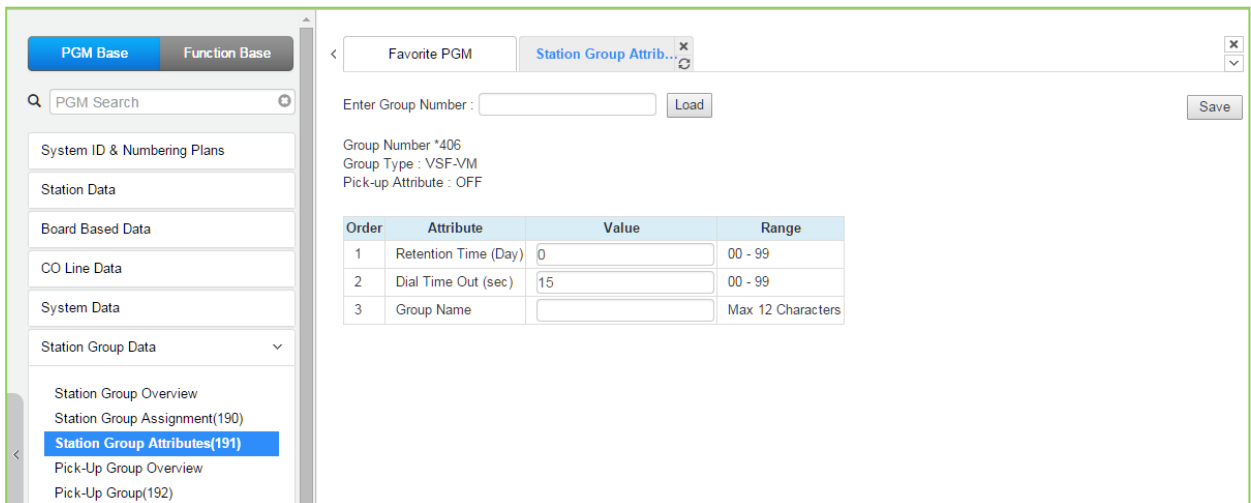 PGM Base Function Base
PGM Search
System ID & Numbering Plans
Station Data
Board Based Data
CO Line Data
System Data
Station Group Data
Station Group Overview
Station Group Assignment(190)
Station Group Attributes(191)
Pick-Up Group Overview
Pick-Up Group(192)
Favorite PGM Station Group Attrib...
Enter Group Number : Load Save
Group Number *406
Group Type : VSF-VM
Pick-up Attribute : OFF
Order Attribute Value Range
1 Retention Time (Day) 0 00 - 99
2 Dial Time Out (sec) 15 00 - 99
3 Group Name Max 12 Characters